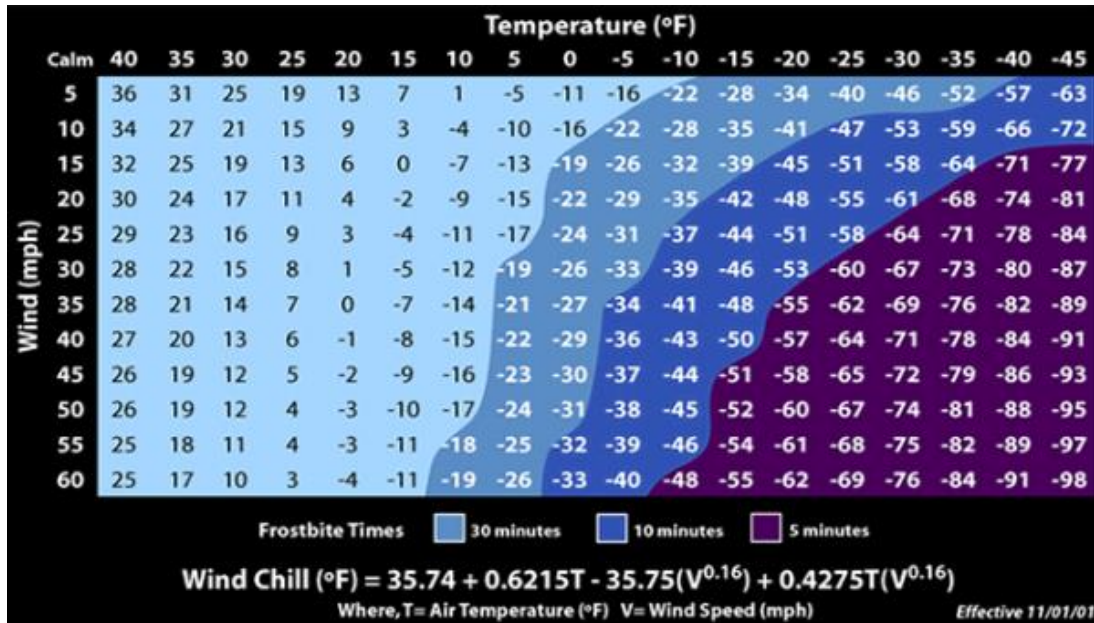 Temperature (°F)
Calm 40 35 30 25 20 15 10 5 0 -5 -10 -15 -20 -25 -30 -35 -40 -45
5 36 31 25 19 13 7 1 -5 -11 -16 -22 -28 -34 -40 -46 -52 -57 -63
10 34 27 21 15 9 3 -4 -10 -16 -22 -28 -35 -41 -47 -53 -59 -66 -72
15 32 25 19 13 6 0 -7 -13 -19 -26 -32 -39 -45 -51 -58 -64 -71 -77
20 30 24 17 11 4 -2 -9 -15 -22 -29 -35 -42 -48 -55 -61 -68 -74 -81
25 29 23 16 9 3 -4 -11 -17 -24 -31 -37 -44 -51 -58 -64 -71 -78 -84
30 28 22 15 8 1 -5 -12 -19 -26 -33 -39 -46 -53 -60 -67 -73 -80 -87
35 28 21 14 7 0 -7 -14 -21 -27 -34 -41 -48 -55 -62 -69 -76 -82 -89
40 27 20 13 6 -1 -8 -15 -22 -29 -36 -43 -50 -57 -64 -71 -78 -84 -91
45 26 19 12 5 -2 -9 -16 -23 -30 -37 -44 -51 -58 -65 -72 -79 -86 -93
50 26 19 12 4 -3 -10 -17 -24 -31 -38 -45 -52 -60 -67 -74 -81 -88 -95
55 25 18 11 4 -3 -11 -18 -25 -32 -39 -46 -54 -61 -68 -75 -82 -89 -97
60 25 17 10 3 -4 -11 -19 -26 -33 -40 -48 -55 -62 -69 -76 -84 -91 -98
Wind (mph)
Frostbite Times 30 minutes 10 minutes 5 minutes
Wind Chill (°F) = 35.74 + 0.6215T - 35.75(V^0.16) + 0.4275T(V^0.16)
Where, T= Air Temperature (°F) V= Wind Speed (mph) Effective 11/01/01